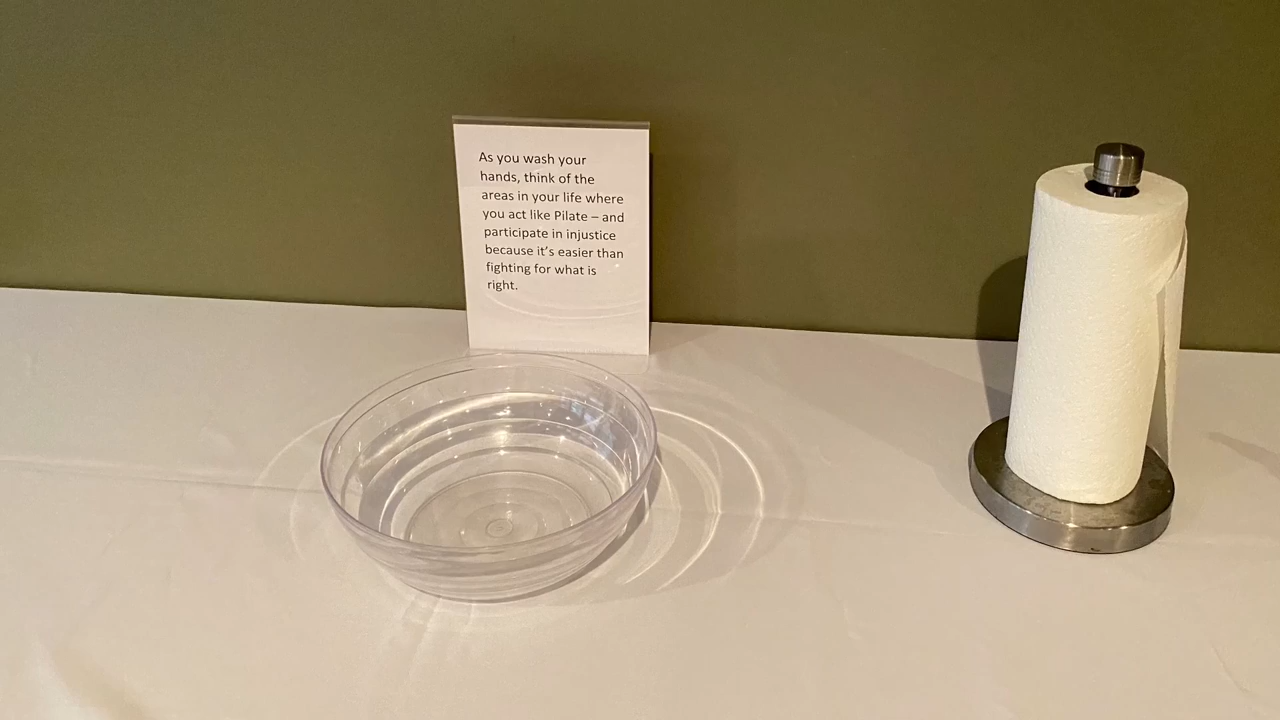 As you wash your
hands, think of the
areas in your life where
you act like Pilate – and
participate in injustice
because it's easier than
fighting for what is
right.